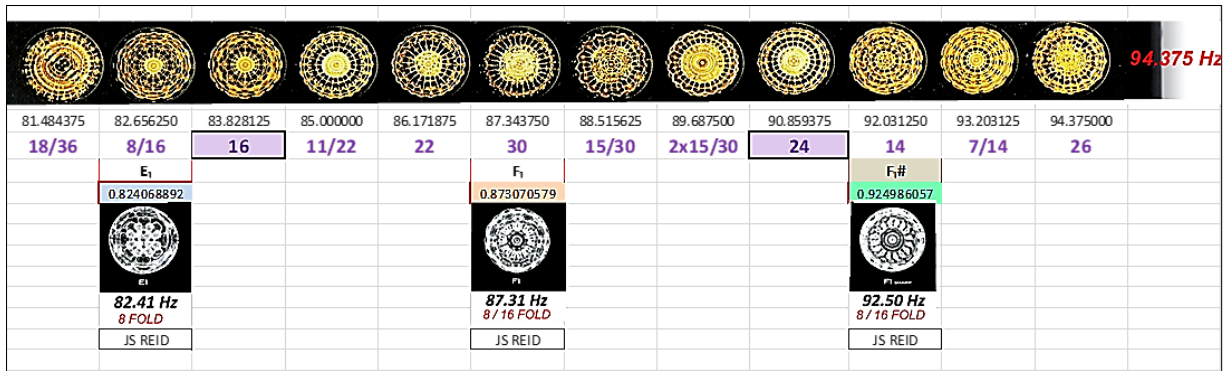 94.375 Hz
81.484375 82.656250 83.828125 85.000000 86.171875 87.343750 88.515625 89.687500 90.859375 92.031250 93.203125 94.375000
18/36 8/16 16 11/22 22 30 15/30 2x15/30 24 14 7/14 26
E₁ F₁ F₁#
0.824068892 0.873070579 0.924986057
E1 F1 F1 SHARP
82.41 Hz 87.31 Hz 92.50 Hz
8 FOLD 8 / 16 FOLD 8 / 16 FOLD
JS REID JS REID JS REID